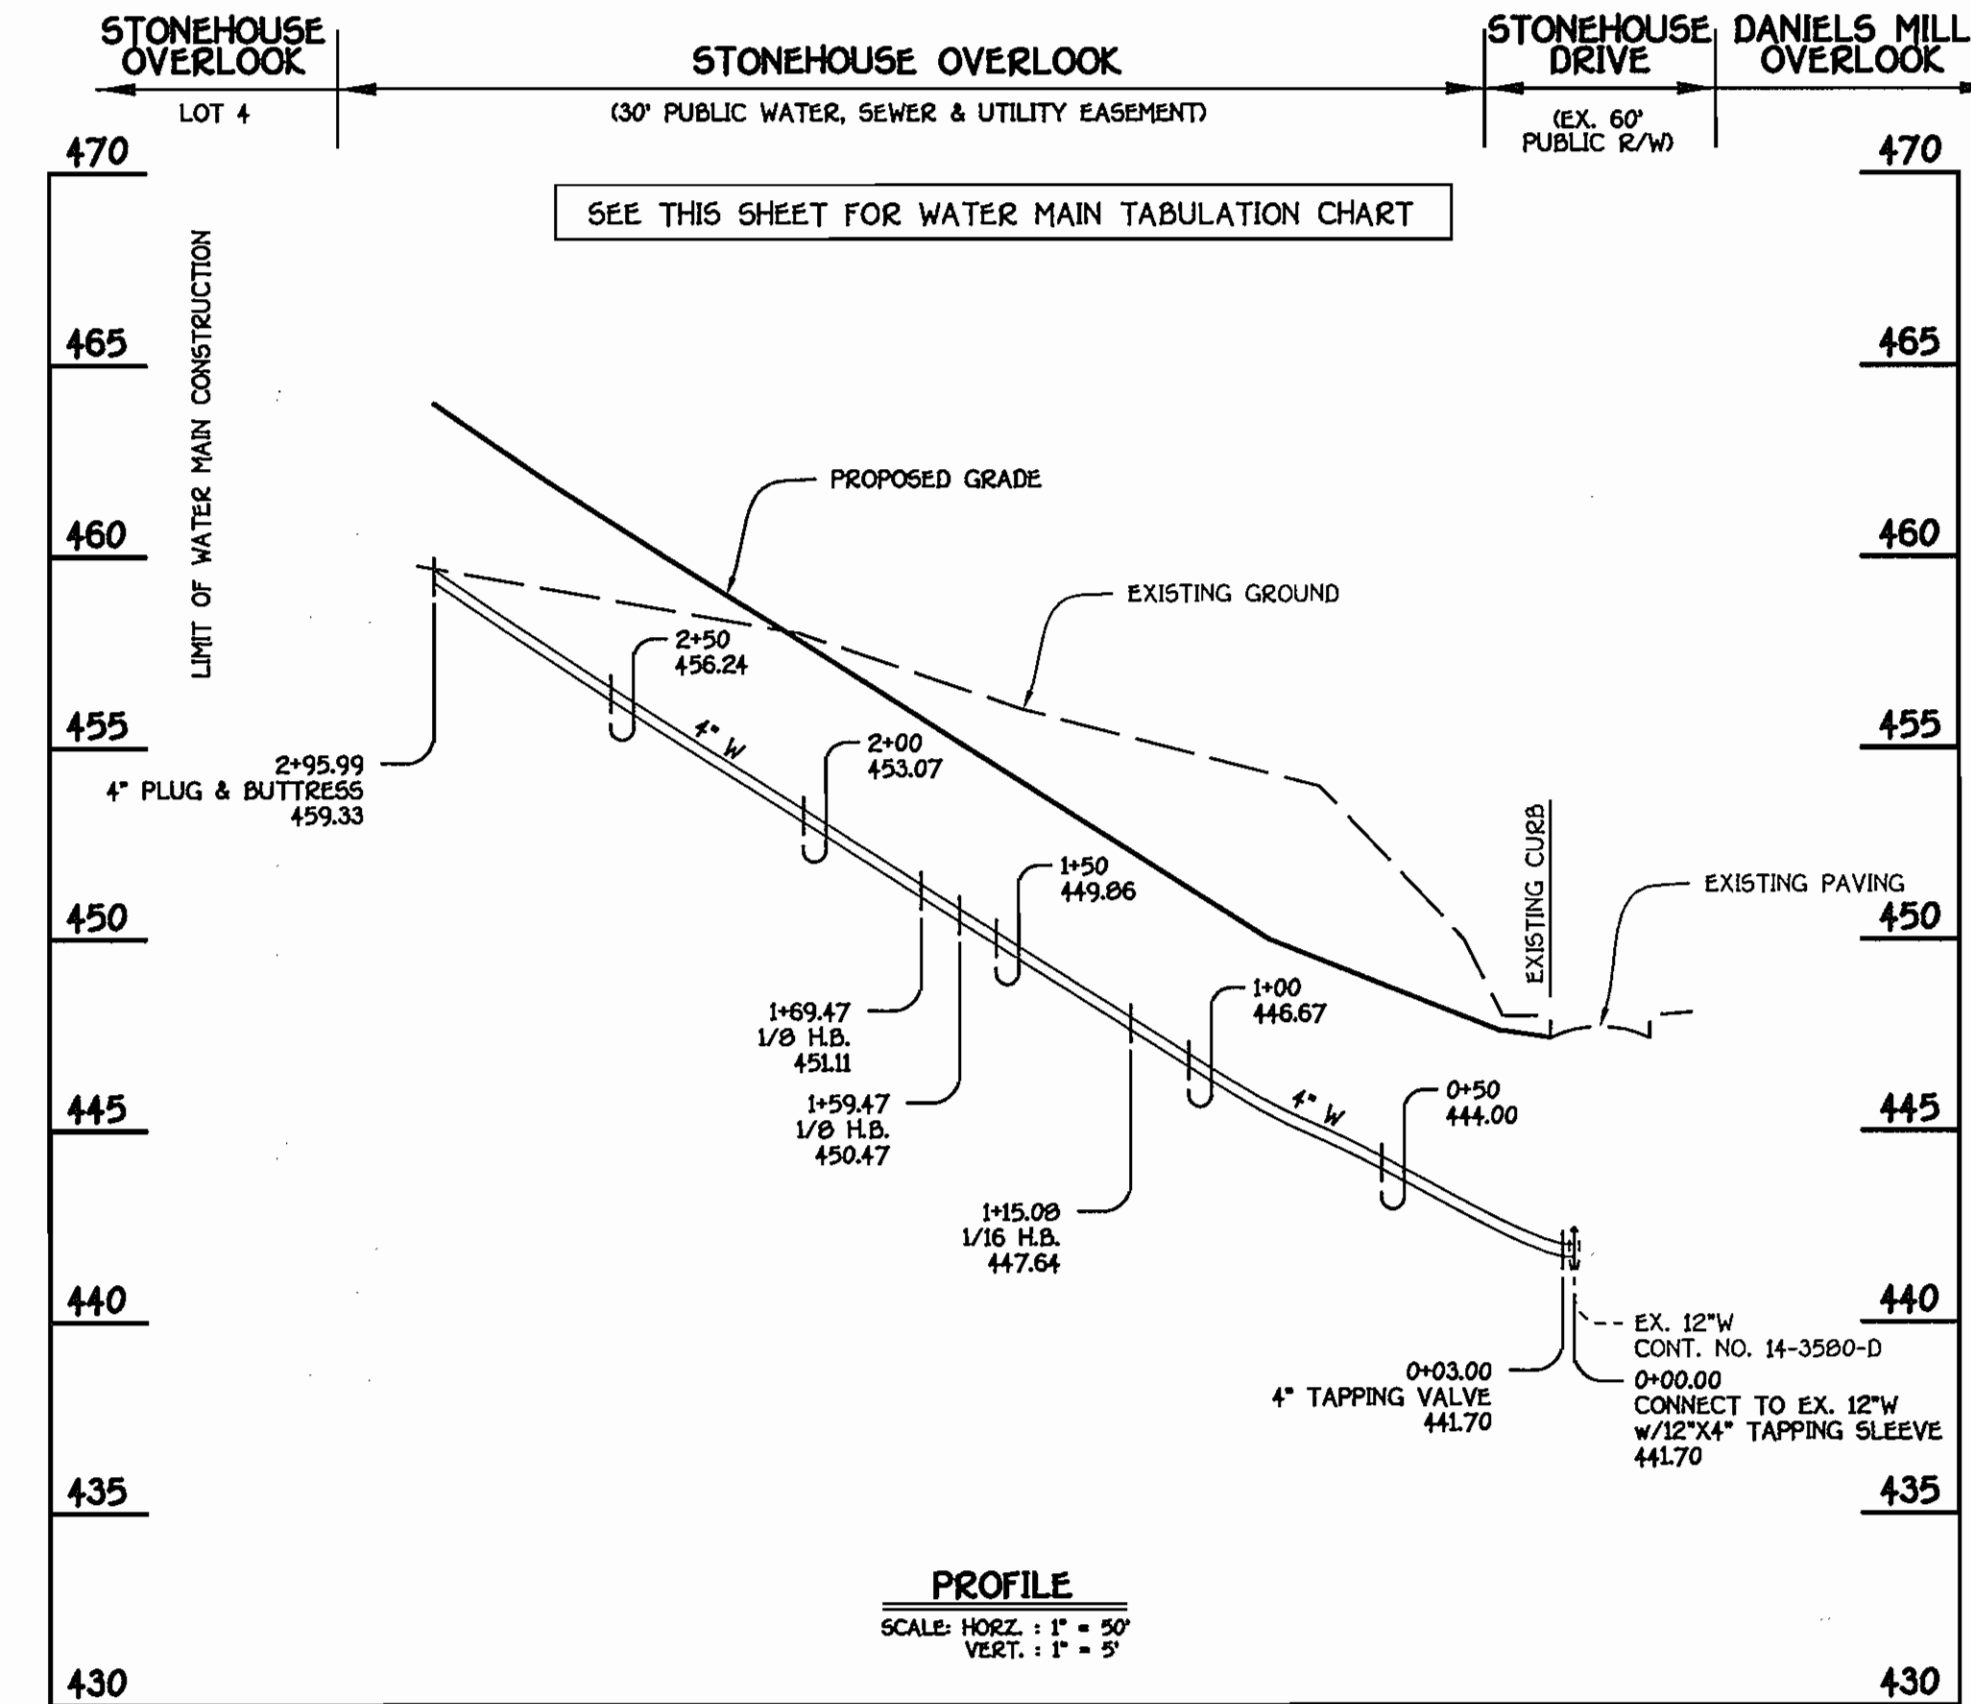 STONEHOUSE
OVERLOOK
LOT 4
STONEHOUSE OVERLOOK
(30' PUBLIC WATER, SEWER & UTILITY EASEMENT)
STONEHOUSE
DRIVE
(EX. 60'
PUBLIC R/W)
DANIELS MILL
OVERLOOK
470
470
SEE THIS SHEET FOR WATER MAIN TABULATION CHART
LIMIT OF WATER MAIN CONSTRUCTION
465
465
PROPOSED GRADE
460
460
EXISTING GROUND
2+50
456.24
455
455
4" W
2+00
453.07
2+95.99
4" PLUG & BUTTRESS
459.33
EXISTING CURB
1+50
449.86
EXISTING PAVING
450
450
1+69.47
1/8 H.B.
451.11
1+00
446.67
1+59.47
1/8 H.B.
450.47
445
445
4" W
0+50
444.00
1+15.08
1/16 H.B.
447.64
440
440
EX. 12"W
CONT. NO. 14-3580-D
0+03.00
4" TAPPING VALVE
441.70
0+00.00
CONNECT TO EX. 12"W
W/12"X4" TAPPING SLEEVE
441.70
435
435
PROFILE
SCALE: HORZ. : 1" = 50'
VERT. : 1" = 5'
430
430